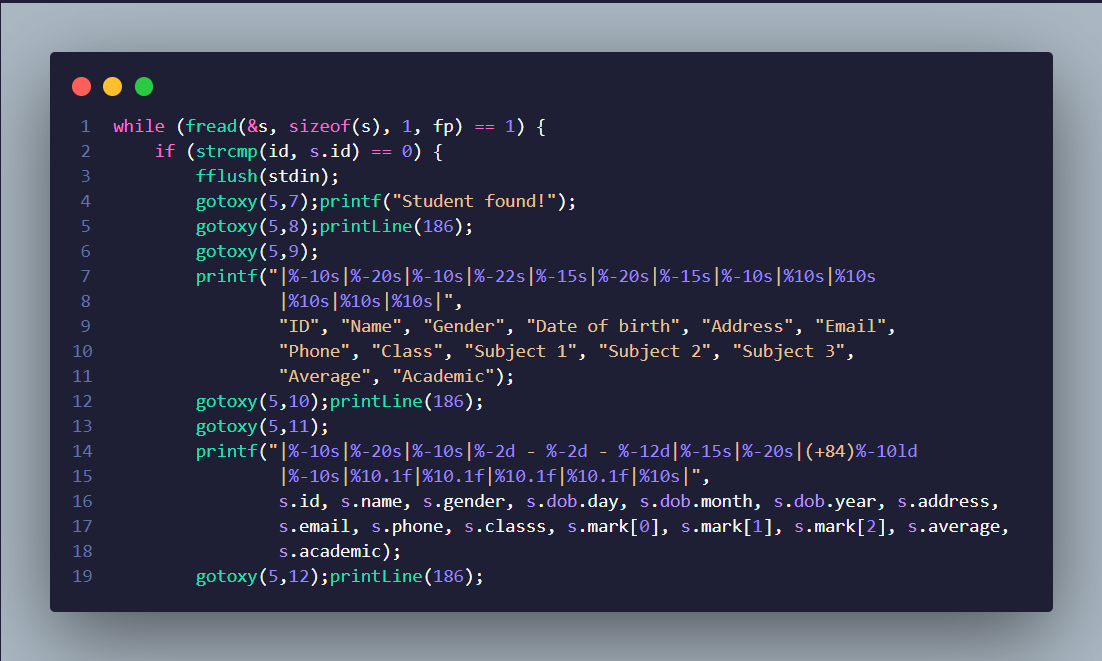 1 while (fread(&s, sizeof(s), 1, fp) == 1) {
2     if (strcmp(id, s.id) == 0) {
3         fflush(stdin);
4         gotoxy(5,7);printf("Student found!");
5         gotoxy(5,8);printLine(186);
6         gotoxy(5,9);
7         printf("|%-10s|%-20s|%-10s|%-22s|%-15s|%-20s|%-15s|%-10s|%10s|%10s
8                 |%10s|%10s|%10s|",
9                 "ID", "Name", "Gender", "Date of birth", "Address", "Email",
10                 "Phone", "Class", "Subject 1", "Subject 2", "Subject 3",
11                 "Average", "Academic");
12         gotoxy(5,10);printLine(186);
13         gotoxy(5,11);
14         printf("|%-10s|%-20s|%-10s|%-2d - %-2d - %-12d|%-15s|%-20s|(+84)%-10ld
15                 |%-10s|%10.1f|%10.1f|%10.1f|%10.1f|%10s|",
16                 s.id, s.name, s.gender, s.dob.day, s.dob.month, s.dob.year, s.address,
17                 s.email, s.phone, s.classs, s.mark[0], s.mark[1], s.mark[2], s.average,
18                 s.academic);
19         gotoxy(5,12);printLine(186);